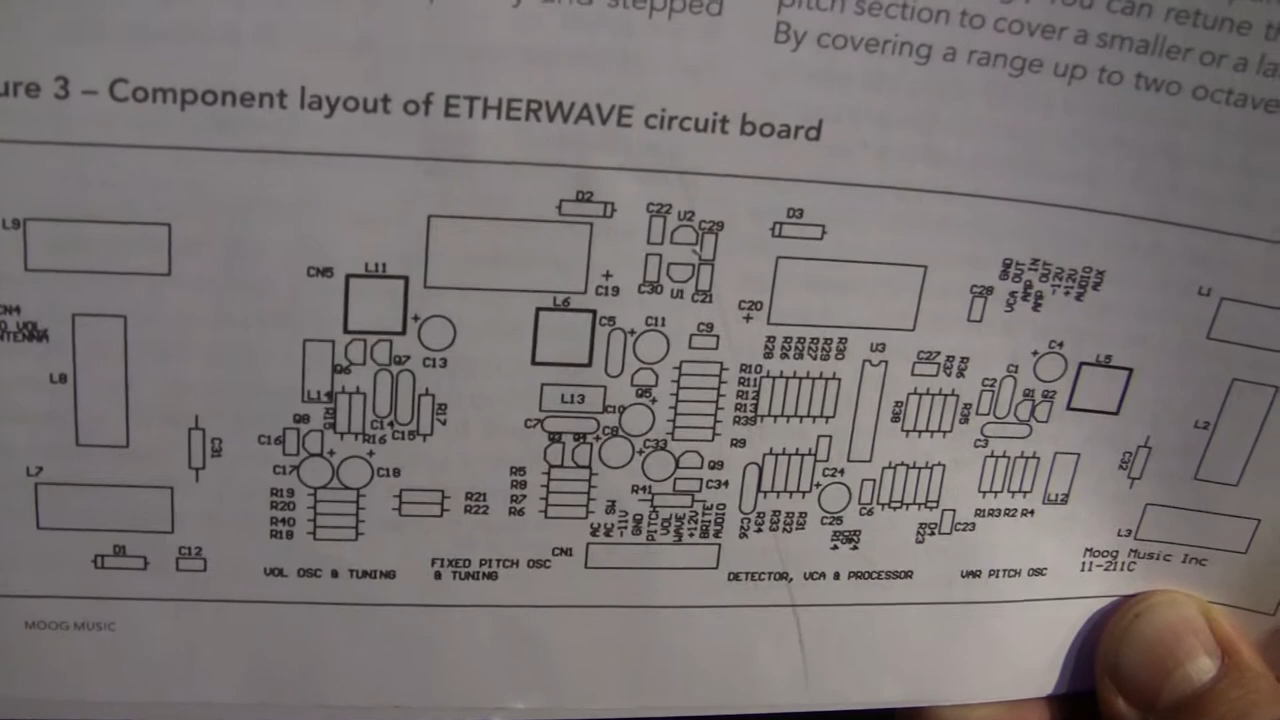 and stepped
can retune
pitch section to cover a smaller or a
By covering a range up to two octave
ure 3 – Component layout of ETHERWAVE circuit board
L9
CN5
L11
D2
C22
U2
C29
D3
C30
U1
C21
C19
+
L6
C20
+
C28
GND
VCA OUT
AMP IN
AMP OUT
-12V
+12V
AUDIO
AUX
L1
CN4
VOL
L8
+
C13
Q6
Q7
L14
C5
+
C11
C9
R28
R26
R25
R27
R29
R30
U3
C27
R37
R36
+
C4
L5
R10
R11
R12
R13
R39
R9
L13
Q5
C10
C7
C8
+
C33
R38
R35
C2
C1
Q1
Q2
C3
L2
R15
R16
C14
C15
R17
Q8
C16
C17
C18
+
+
C31
L7
R19
R20
R40
R18
R21
R22
R5
R8
R7
R6
R41
Q9
C34
C26
R34
R33
R32
R31
C24
+
C25
C6
R14
R23
D4
C23
R1
R3
R2
R4
L12
C32
L3
D1
C12
AC
AC SW
-11V
GND
PITCH
VOL
WAVE
+12V
BRITE
AUDIO
CN1
VOL OSC & TUNING
FIXED PITCH OSC
& TUNING
DETECTOR, VCA & PROCESSOR
VAR PITCH OSC
Moog Music Inc
11-211C
MOOG MUSIC